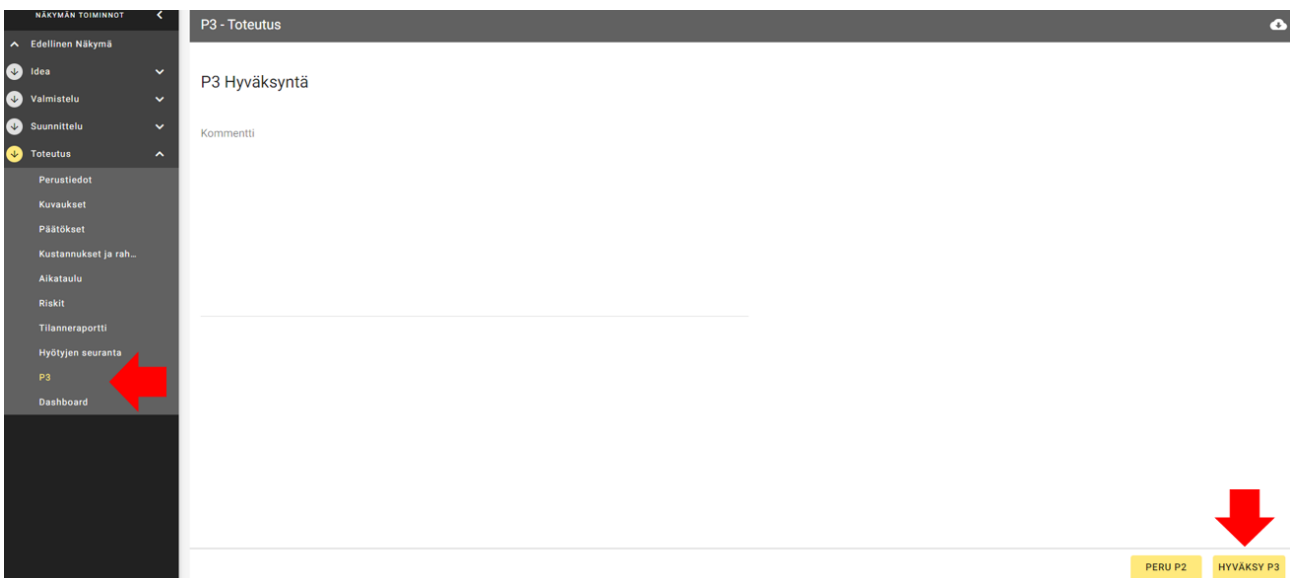 NÄKYMÄN TOIMINNOT
Edellinen Näkymä
Idea
Valmistelu
Suunnittelu
Toteutus
Perustiedot
Kuvaukset
Päätökset
Kustannukset ja rah...
Aikataulu
Riskit
Tilanneraportti
Hyötyjen seuranta
P3
Dashboard
P3 - Toteutus
P3 Hyväksyntä
Kommentti
PERU P2
HYVÄKSY P3